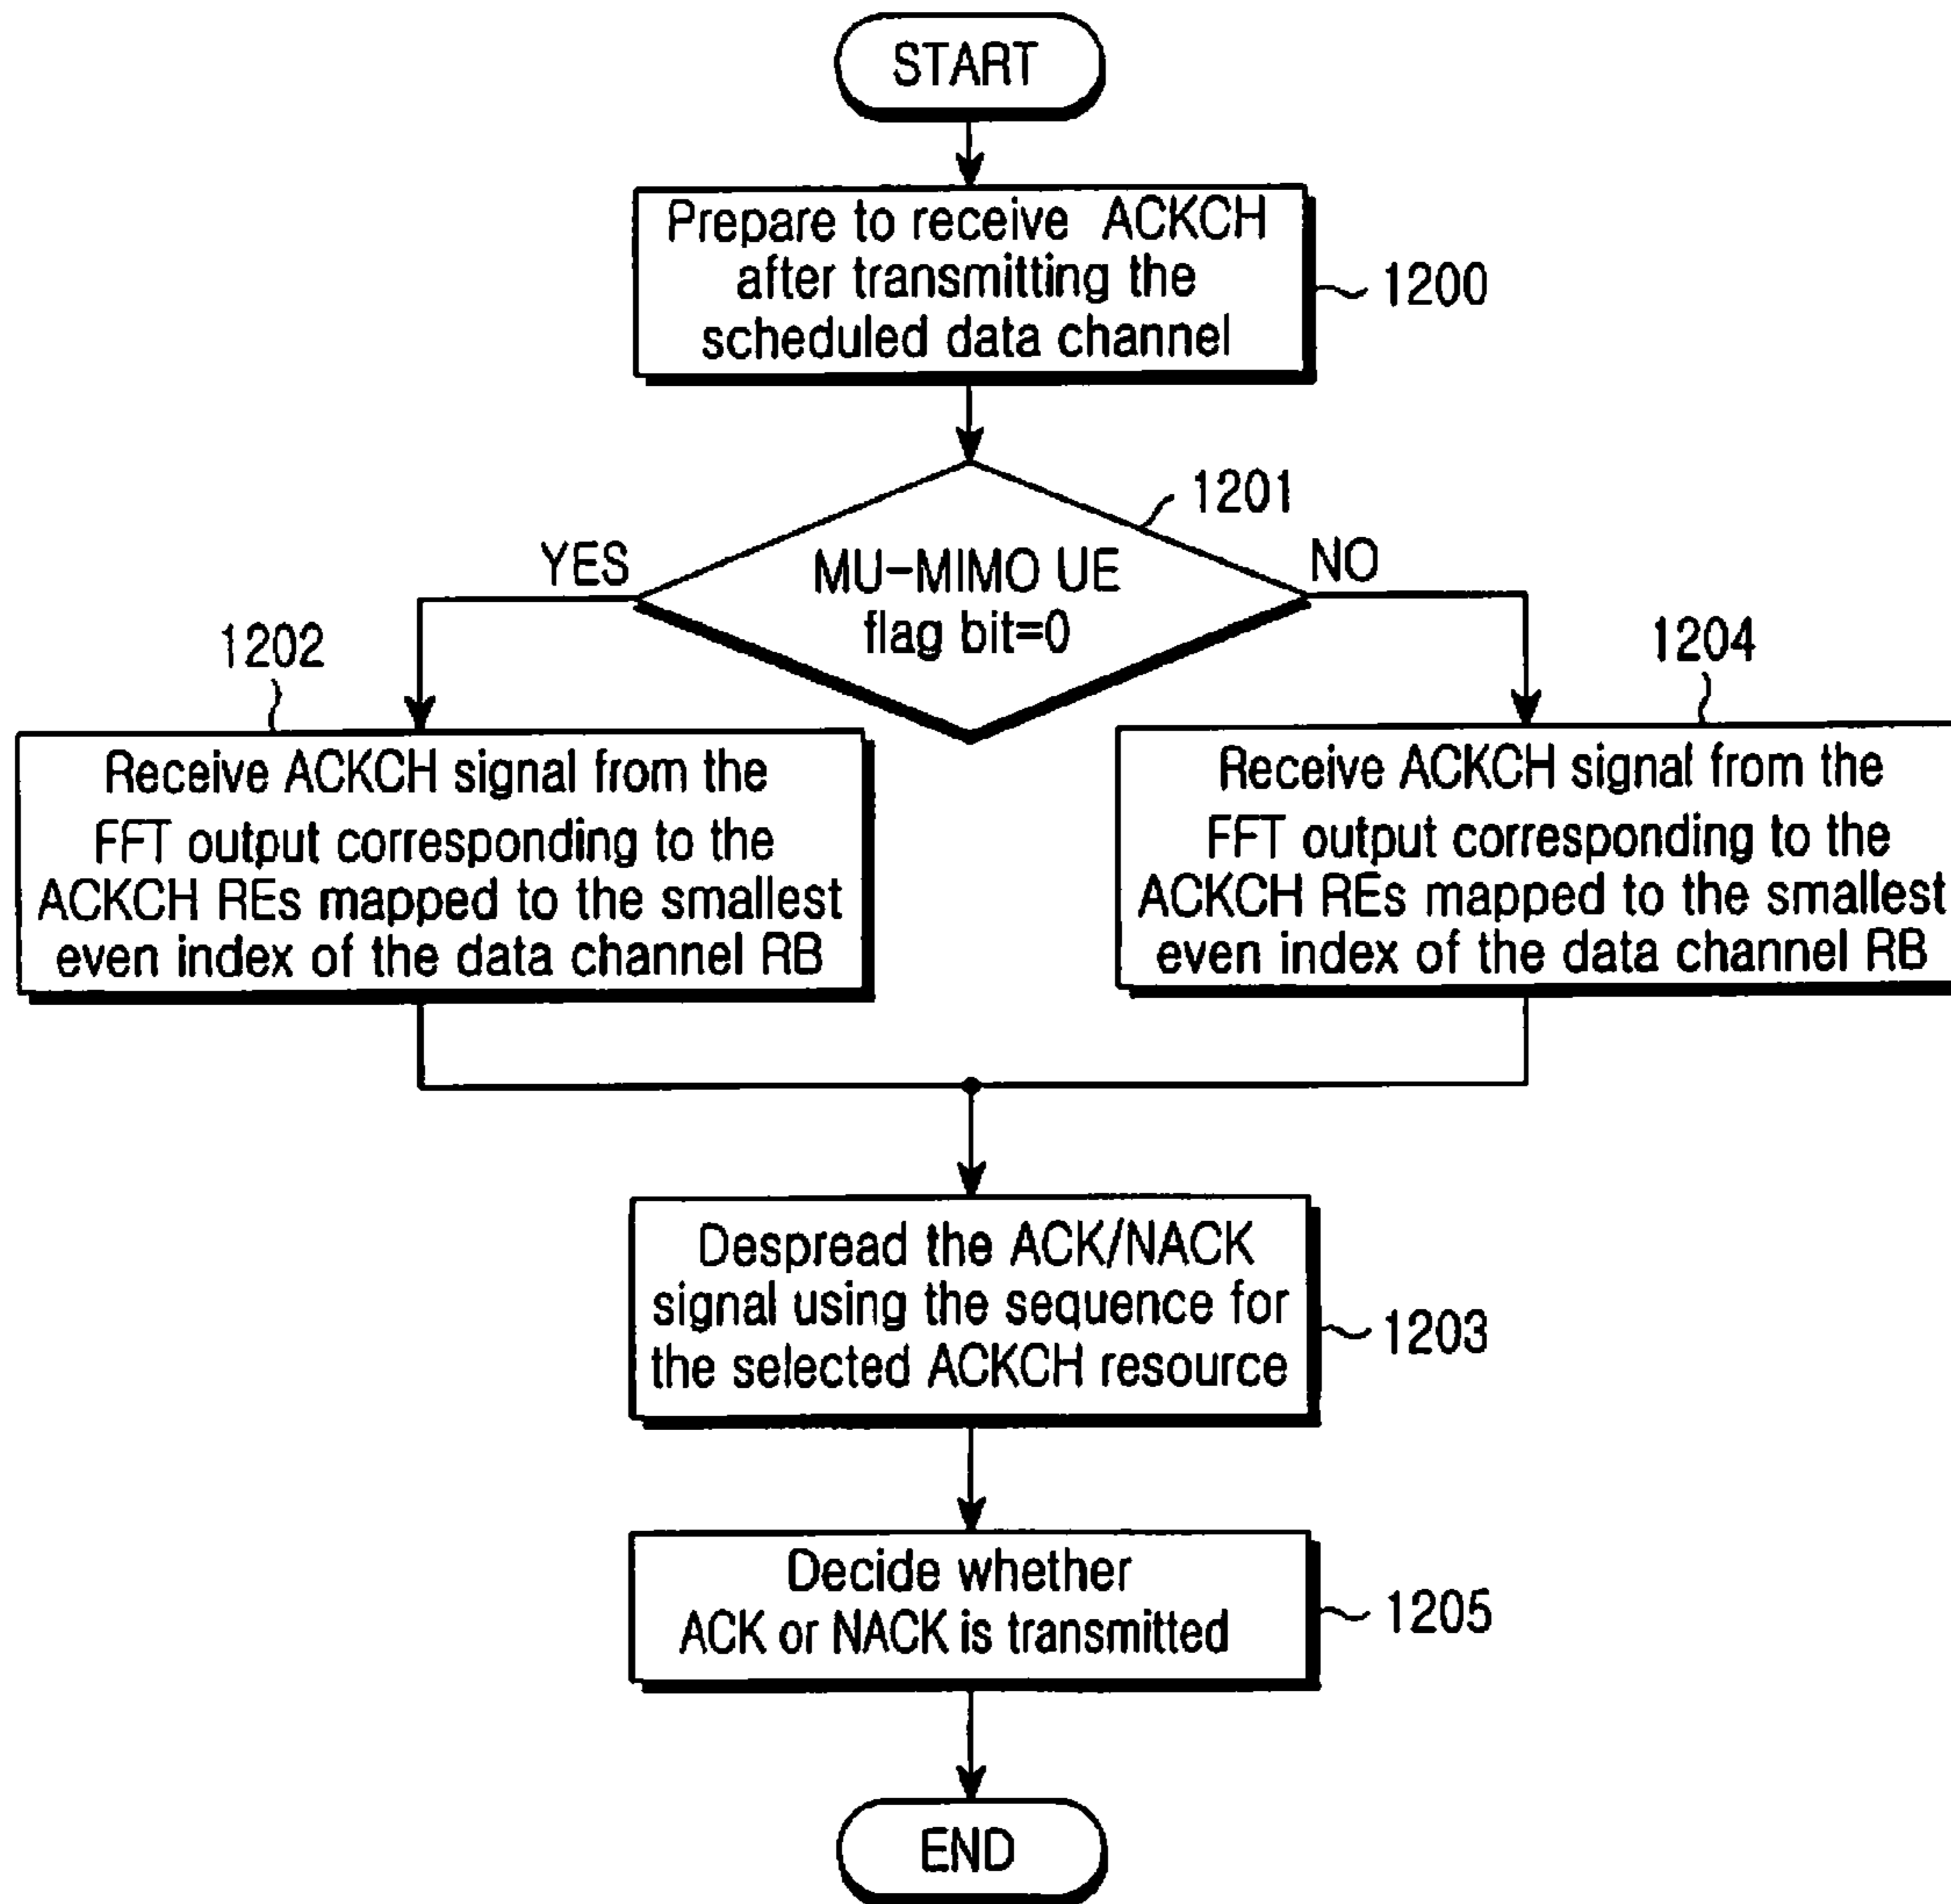 START
Prepare to receive ACKCH
after transmitting the
scheduled data channel
1200
1201
YES
MU-MIMO UE
flag bit=0
NO
1202
Receive ACKCH signal from the
FFT output corresponding to the
ACKCH REs mapped to the smallest
even index of the data channel RB
1204
Receive ACKCH signal from the
FFT output corresponding to the
ACKCH REs mapped to the smallest
even index of the data channel RB
Despread the ACK/NACK
signal using the sequence for
the selected ACKCH resource
1203
Decide whether
ACK or NACK is transmitted
1205
END